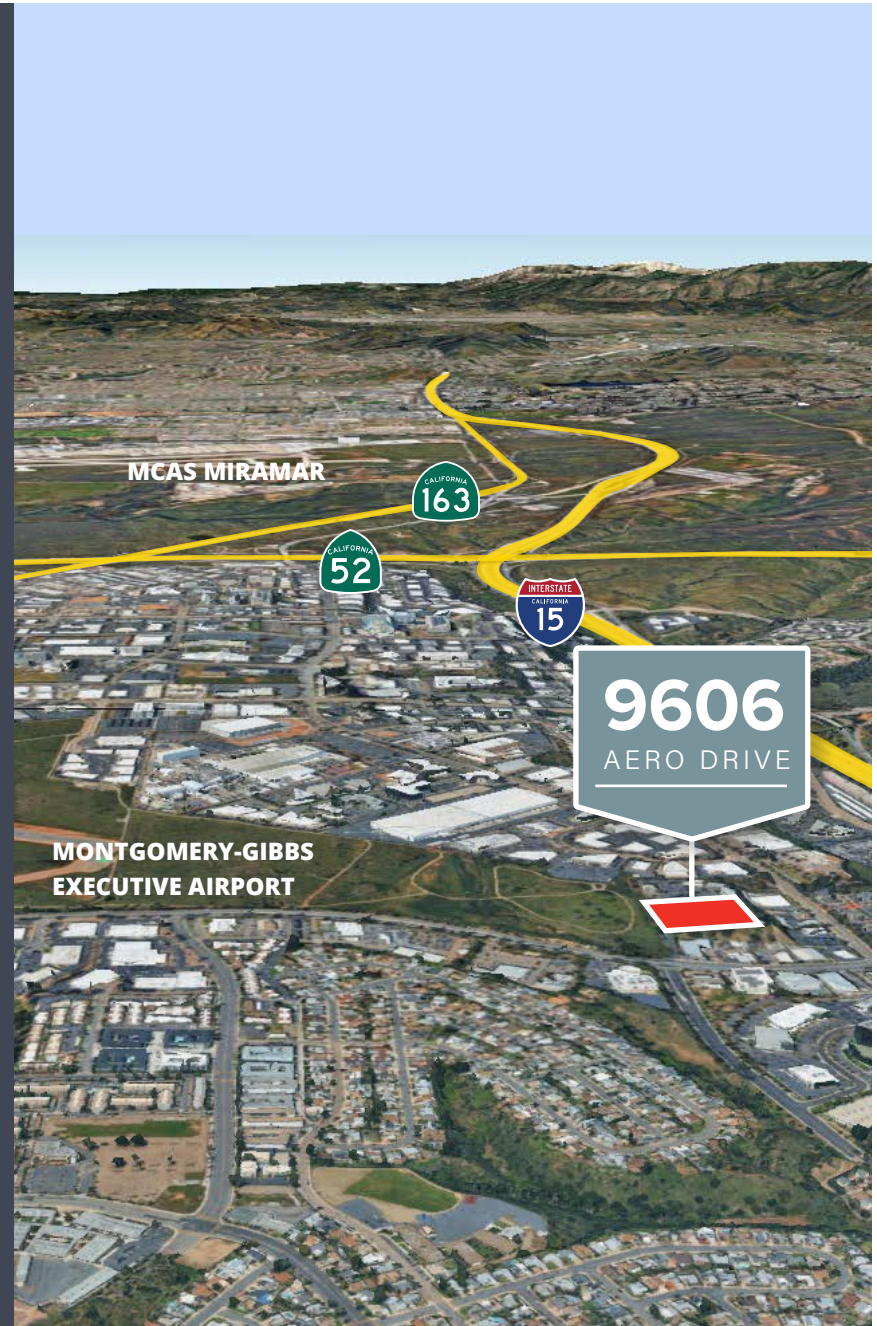 MCAS MIRAMAR
CALIFORNIA
163
CALIFORNIA
52
INTERSTATE
CALIFORNIA
15
9606
AERO DRIVE
MONTGOMERY-GIBBS
EXECUTIVE AIRPORT